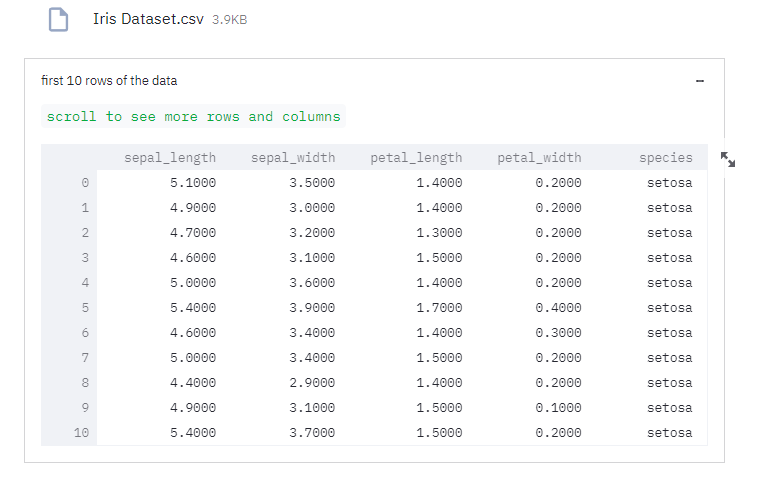 Iris Dataset.csv 3.9KB
first 10 rows of the data −
scroll to see more rows and columns
sepal_length sepal_width petal_length petal_width species
0 5.1000 3.5000 1.4000 0.2000 setosa
1 4.9000 3.0000 1.4000 0.2000 setosa
2 4.7000 3.2000 1.3000 0.2000 setosa
3 4.6000 3.1000 1.5000 0.2000 setosa
4 5.0000 3.6000 1.4000 0.2000 setosa
5 5.4000 3.9000 1.7000 0.4000 setosa
6 4.6000 3.4000 1.4000 0.3000 setosa
7 5.0000 3.4000 1.5000 0.2000 setosa
8 4.4000 2.9000 1.4000 0.2000 setosa
9 4.9000 3.1000 1.5000 0.1000 setosa
10 5.4000 3.7000 1.5000 0.2000 setosa